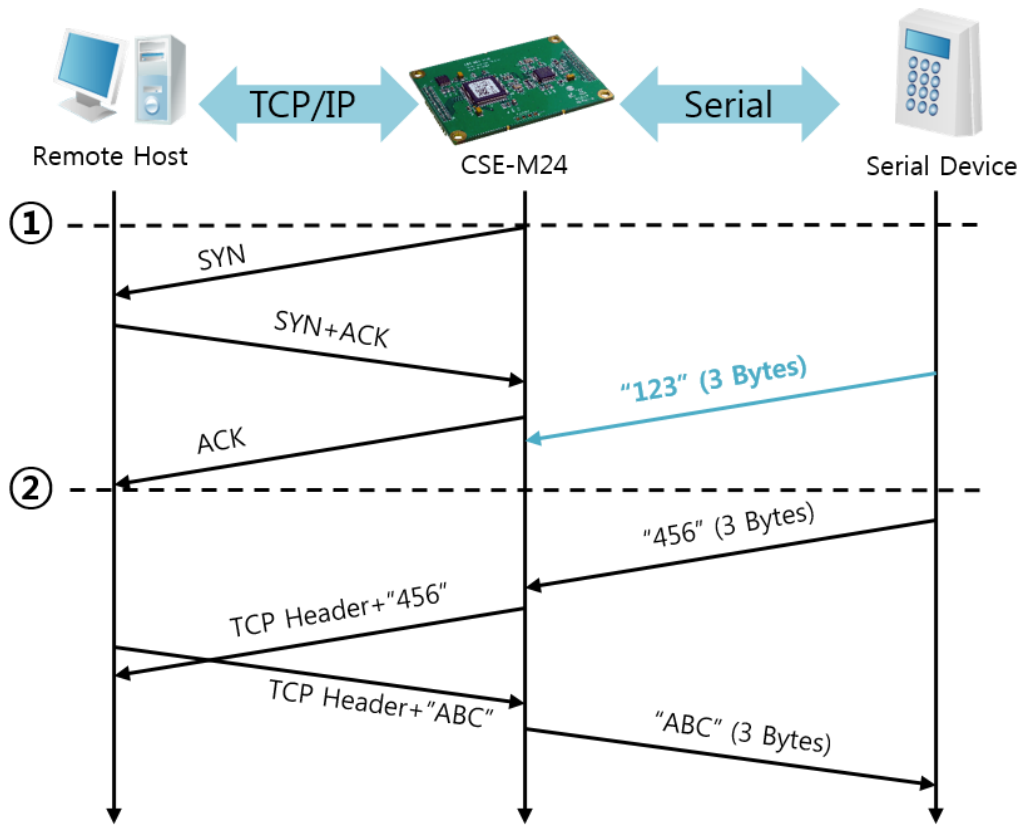 TCP/IP
Serial
Remote Host
CSE-M24
Serial Device
①
SYN
SYN+ACK
“123” (3 Bytes)
ACK
②
“456” (3 Bytes)
TCP Header+“456”
TCP Header+“ABC”
“ABC” (3 Bytes)